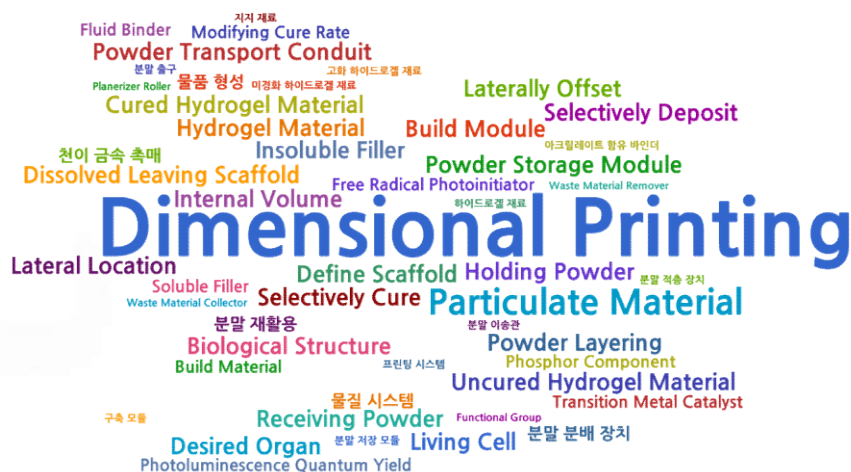 지지 재료
Fluid Binder
Modifying Cure Rate
Powder Transport Conduit
분말 출구
고화 하이드로겔 재료
Planerizer Roller
물품 형성
미경화 하이드로겔 재료
Laterally Offset
Cured Hydrogel Material
Selectively Deposit
Hydrogel Material
Build Module
Insoluble Filler
아크릴레이트 함유 바인더
천이 금속 촉매
Powder Storage Module
Dissolved Leaving Scaffold
Free Radical Photoinitiator
Waste Material Remover
Internal Volume
하이드로겔 재료
Dimensional Printing
Lateral Location
Define Scaffold
Holding Powder
분말 적층 장치
Soluble Filler
Waste Material Collector
Selectively Cure
Particulate Material
분말 재활용
분말 이송관
Biological Structure
Powder Layering
Build Material
프린팅 시스템
Phosphor Component
Uncured Hydrogel Material
물질 시스템
Transition Metal Catalyst
구축 모듈
Receiving Powder
Functional Group
Desired Organ
분말 저장 모듈
Living Cell
분말 분배 장치
Photoluminescence Quantum Yield